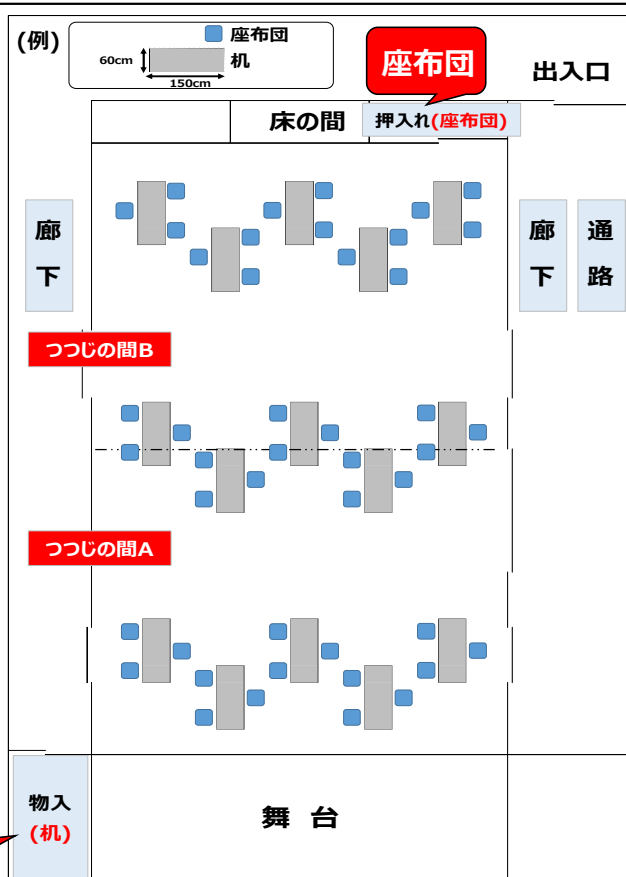 (例)
座布団
60cm
机
150cm
座布団
出入口
床の間
押入れ(座布団)
廊下
廊下
通路
つつじの間B
つつじの間A
物入
(机)
舞台